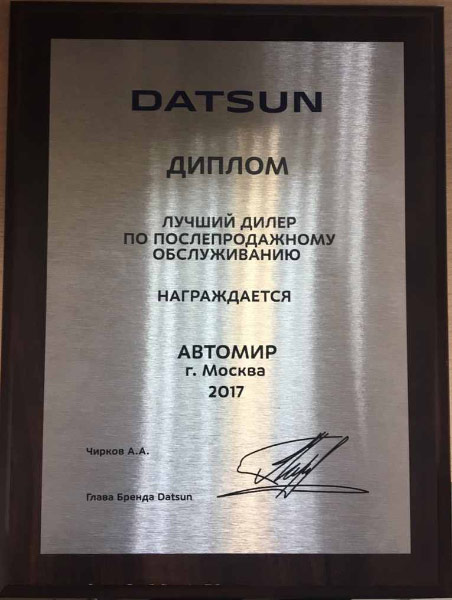 DATSUN
ДИПЛОМ
ЛУЧШИЙ ДИЛЕР
ПО ПОСЛЕПРОДАЖНОМУ
ОБСЛУЖИВАНИЮ
НАГРАЖДАЕТСЯ
АВТОМИР
г. Москва
2017
Чирков А.А.
Глава Бренда Datsun